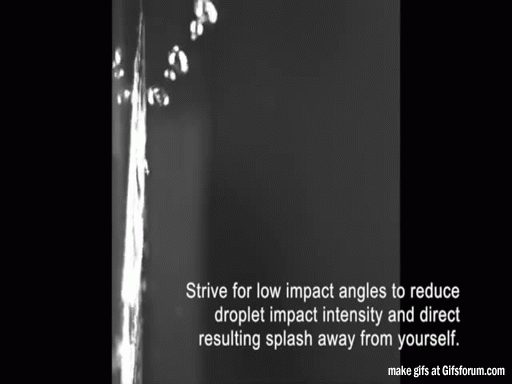 Strive for low impact angles to reduce
droplet impact intensity and direct
resulting splash away from yourself.
make gifs at Gifsforum.com